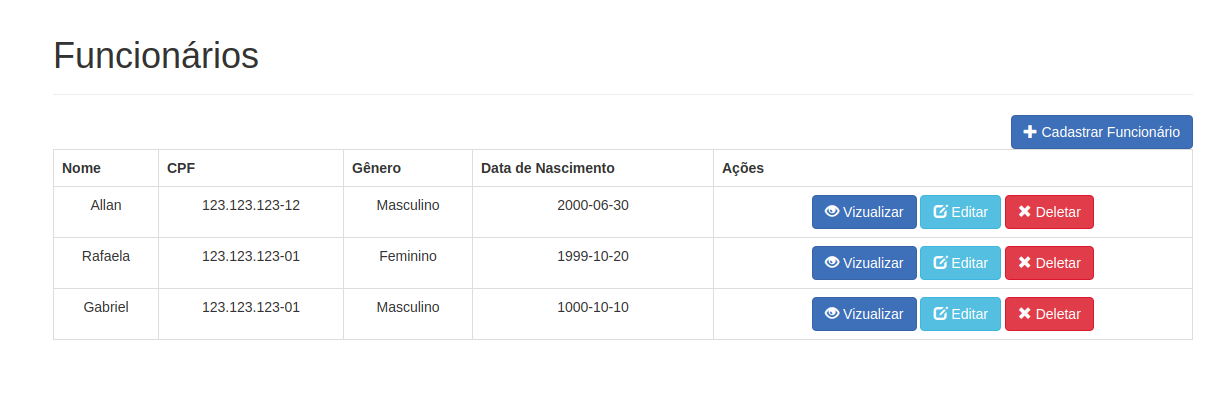 Funcionários
Cadastrar Funcionário
Nome CPF Gênero Data de Nascimento Ações
Allan 123.123.123-12 Masculino 2000-06-30 Vizualizar Editar Deletar
Rafaela 123.123.123-01 Feminino 1999-10-20 Vizualizar Editar Deletar
Gabriel 123.123.123-01 Masculino 1000-10-10 Vizualizar Editar Deletar